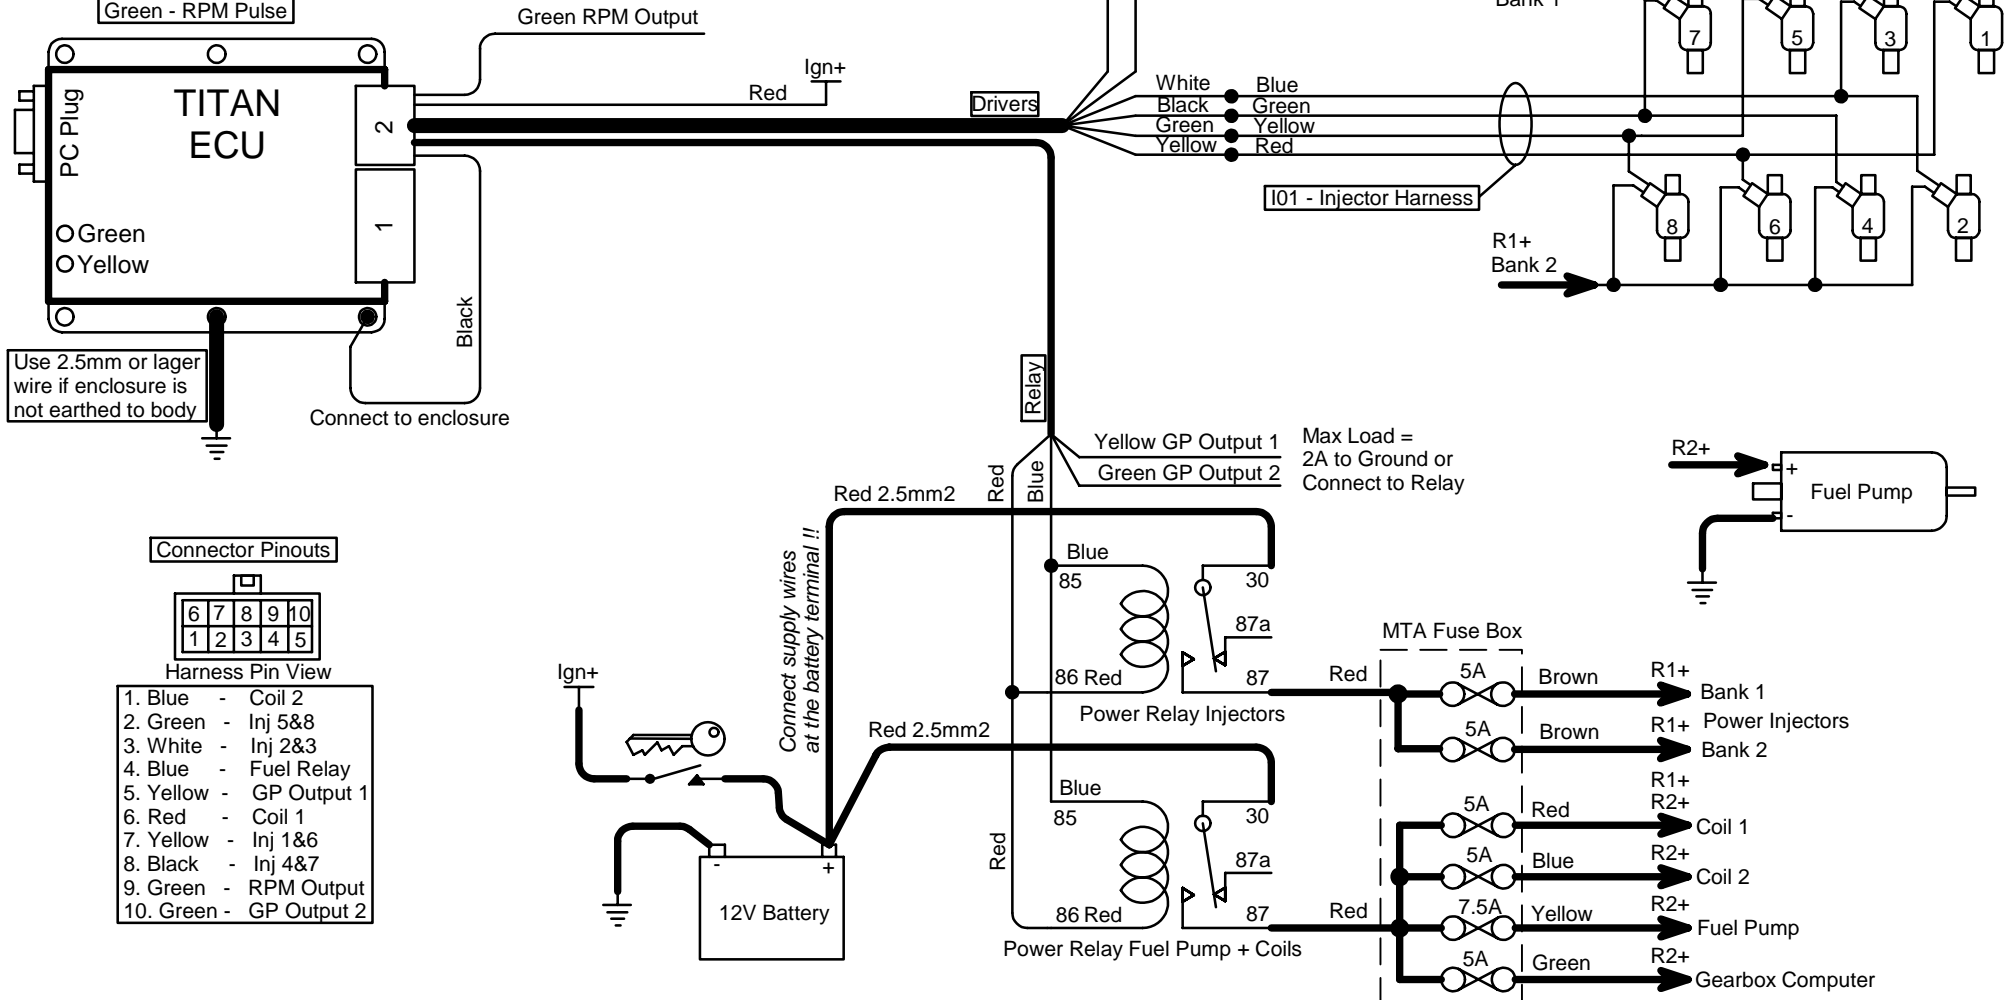 Green - RPM Pulse
Green RPM Output
Bank 1
7
5
3
1
TITAN
ECU
PC Plug
2
1
Green
Yellow
Red
Ign+
Drivers
White Blue
Black Green
Green Yellow
Yellow Red
I01 - Injector Harness
8
6
4
2
R1+
Bank 2
Black
Use 2.5mm or lager
wire if enclosure is
not earthed to body
Connect to enclosure
Relay
Yellow GP Output 1
Green GP Output 2
Max Load =
2A to Ground or
Connect to Relay
R2+
+
Fuel Pump
-
Red
Blue
Red 2.5mm2
Connect supply wires
at the battery terminal !!
Connector Pinouts
6 7 8 9 10
1 2 3 4 5
Harness Pin View
1. Blue - Coil 2
2. Green - Inj 5&8
3. White - Inj 2&3
4. Blue - Fuel Relay
5. Yellow - GP Output 1
6. Red - Coil 1
7. Yellow - Inj 1&6
8. Black - Inj 4&7
9. Green - RPM Output
10. Green - GP Output 2
Blue
85
30
87a
86 Red
87
Power Relay Injectors
Red
MTA Fuse Box
5A
Brown
R1+
Bank 1
Power Injectors
5A
Brown
R1+
Bank 2
Ign+
Red 2.5mm2
Blue
85
30
87a
Red
86 Red
87
Power Relay Fuel Pump + Coils
Red
-
+
12V Battery
R1+
5A
Red
R2+
Coil 1
5A
Blue
R2+
Coil 2
7.5A
Yellow
R2+
Fuel Pump
5A
Green
R2+
Gearbox Computer